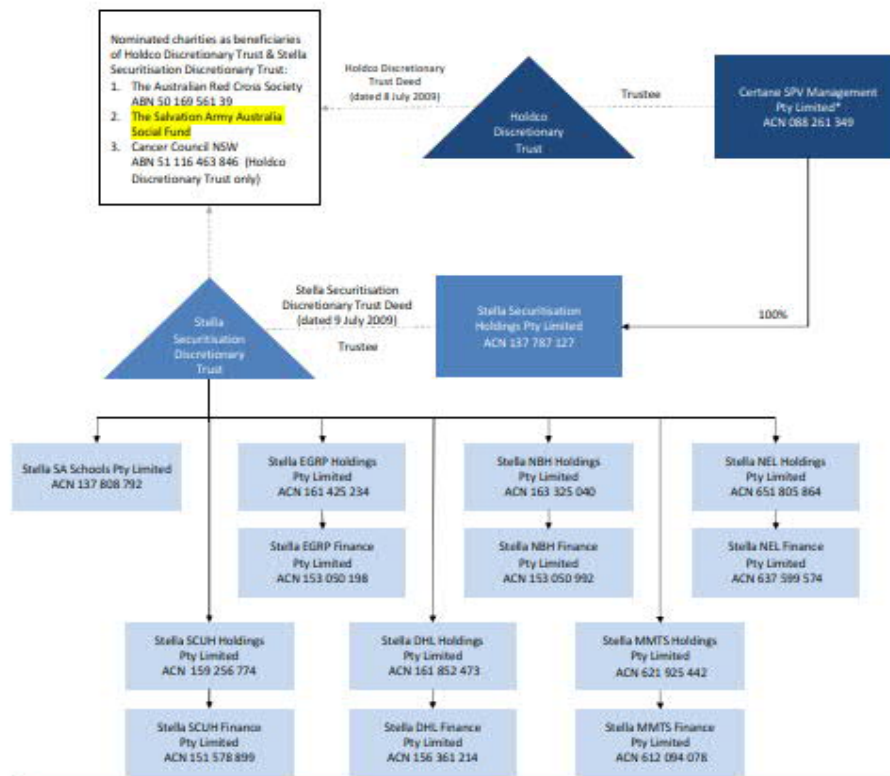 Nominated charities as beneficiaries
of Holdco Discretionary Trust & Stella
Securitisation Discretionary Trust:
1. The Australian Red Cross Society
ABN 50 169 561 39
2. The Salvation Army Australia
Social Fund
3. Cancer Council NSW
ABN 51 116 463 846 (Holdco
Discretionary Trust only)
Holdco Discretionary
Trust Deed
(dated 8 July 2009)
Holdco
Discretionary
Trust
Trustee
Certane SPV Management
Pty Limited*
ACN 088 261 349
Stella
Securitisation
Discretionary
Trust
Stella Securitisation
Discretionary Trust Deed
(dated 9 July 2009)
Trustee
Stella Securitisation
Holdings Pty Limited
ACN 137 787 127
100%
Stella SA Schools Pty Limited
ACN 137 808 792
Stella EGRP Holdings
Pty Limited
ACN 161 425 234
Stella NBH Holdings
Pty Limited
ACN 163 325 040
Stella NEL Holdings
Pty Limited
ACN 651 805 864
Stella EGRP Finance
Pty Limited
ACN 153 050 198
Stella NBH Finance
Pty Limited
ACN 153 050 992
Stella NEL Finance
Pty Limited
ACN 637 599 574
Stella SCUH Holdings
Pty Limited
ACN 159 256 774
Stella DHL Holdings
Pty Limited
ACN 161 852 473
Stella MMTS Holdings
Pty Limited
ACN 621 925 442
Stella SCUH Finance
Pty Limited
ACN 151 578 899
Stella DHL Finance
Pty Limited
ACN 156 361 214
Stella MMTS Finance
Pty Limited
ACN 612 094 078